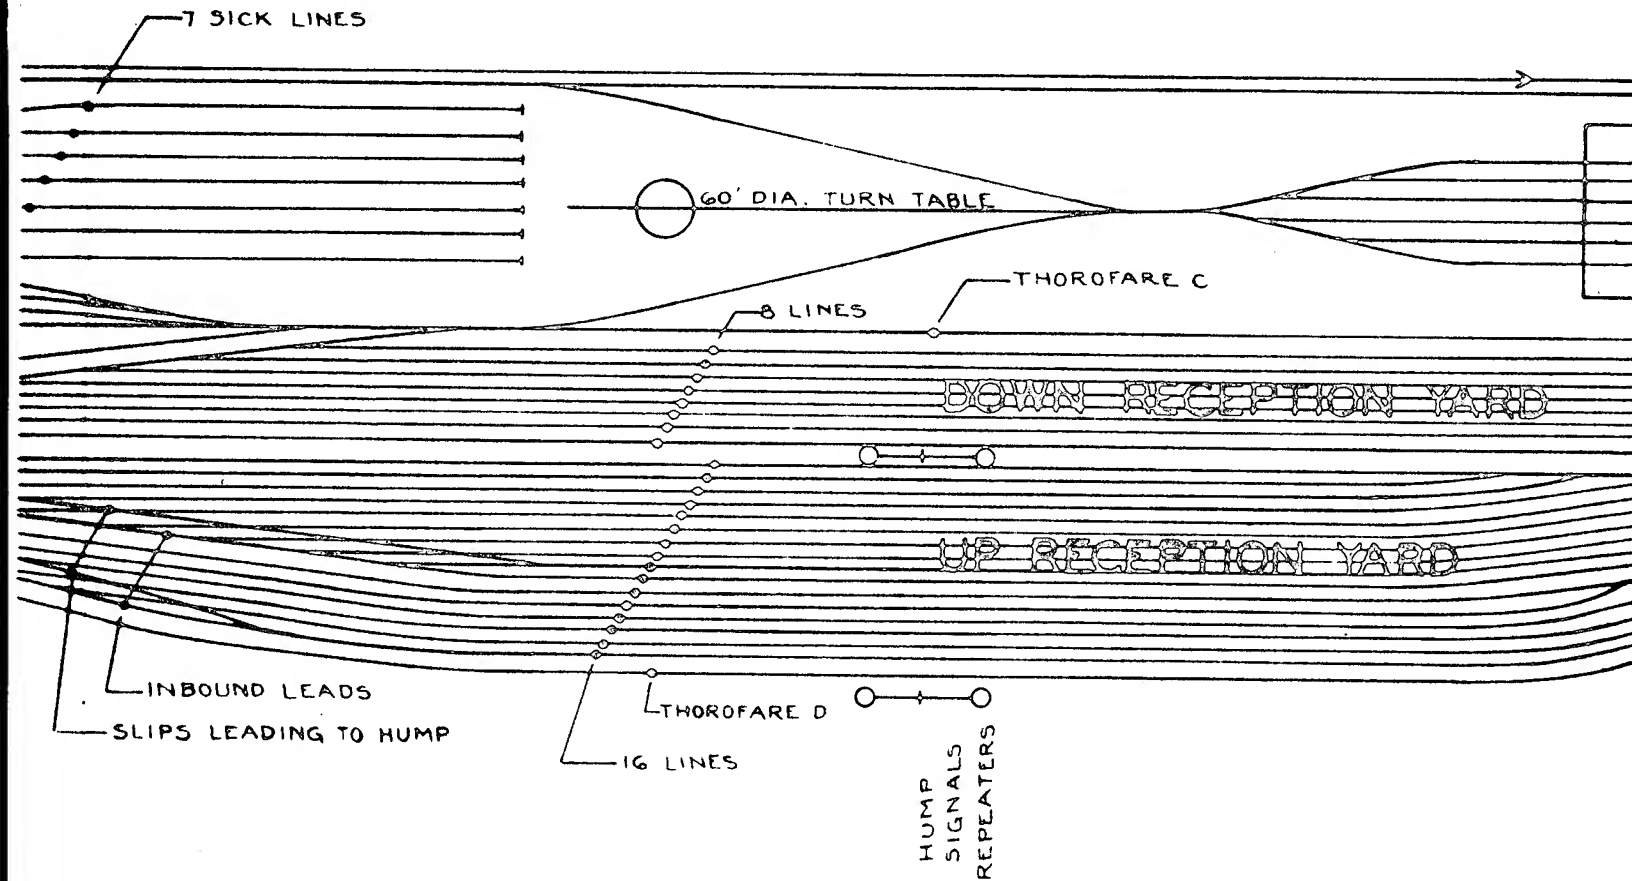 7 SICK LINES
60' DIA. TURN TABLE
THOROFARE C
8 LINES
DOWN RECEPTION YARD
UP RECEPTION YARD
INBOUND LEADS
THOROFARE D
SLIPS LEADING TO HUMP
16 LINES
HUMP
SIGNALS
REPEATERS